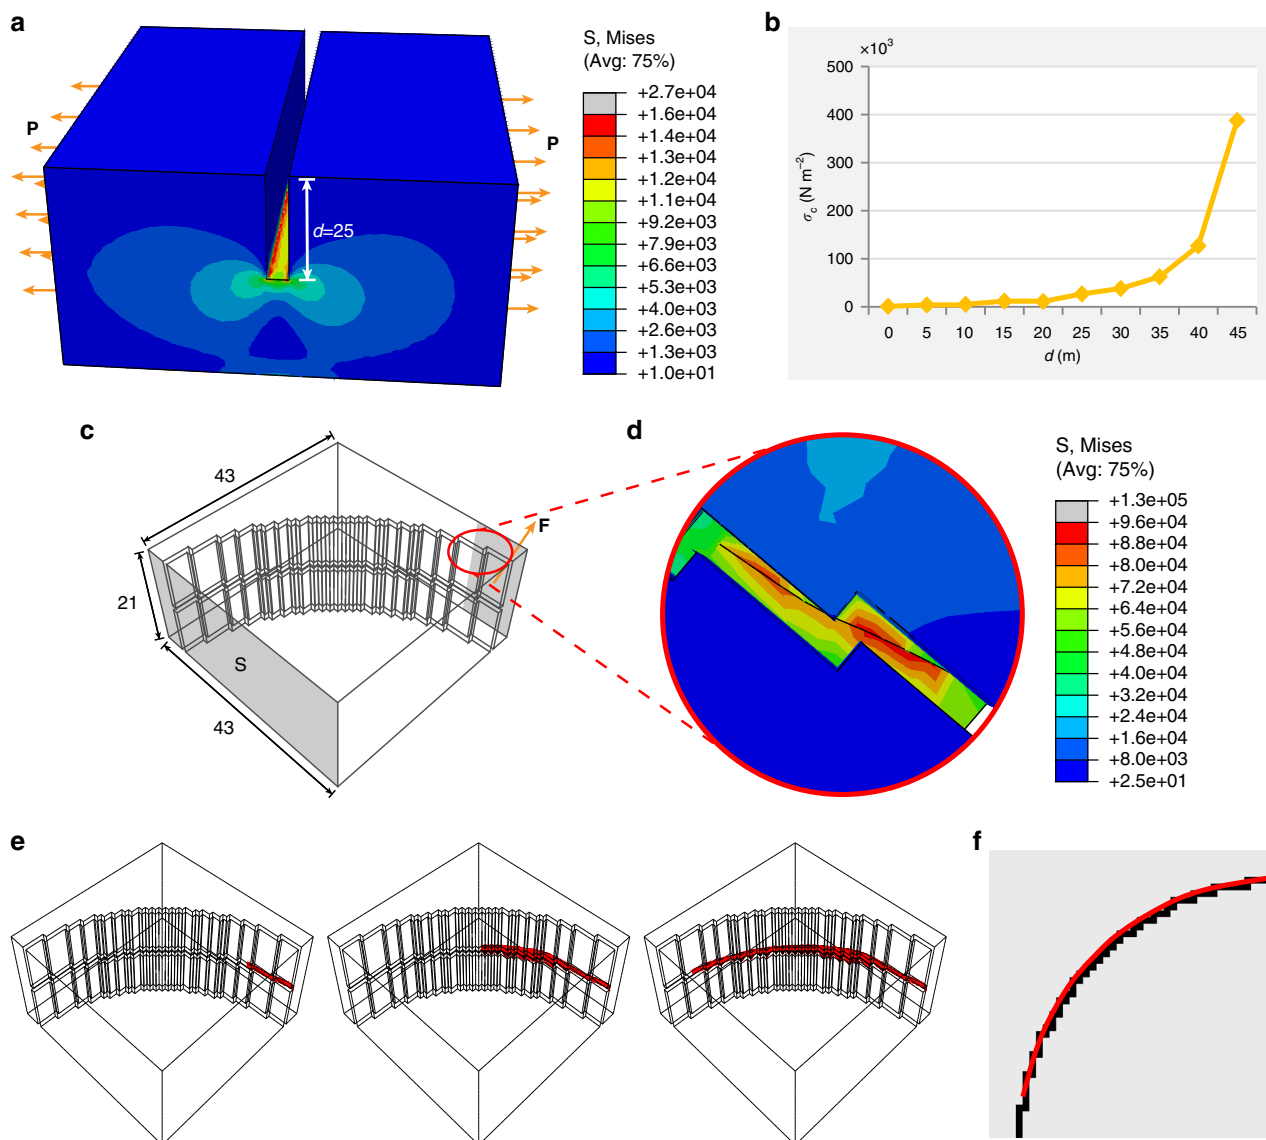 a
S, Mises
(Avg: 75%)
+2.7e+04
+1.6e+04
+1.4e+04
+1.3e+04
+1.2e+04
+1.1e+04
+9.2e+03
+7.9e+03
+6.6e+03
+5.3e+03
+4.0e+03
+2.6e+03
+1.3e+03
+1.0e+01
P
P
d=25
b
×10³
500
400
300
200
100
0
σc (N m⁻²)
0 5 10 15 20 25 30 35 40 45
d (m)
c
43
21
43
S
F
d
S, Mises
(Avg: 75%)
+1.3e+05
+9.6e+04
+8.8e+04
+8.0e+04
+7.2e+04
+6.4e+04
+5.6e+04
+4.8e+04
+4.0e+04
+3.2e+04
+2.4e+04
+1.6e+04
+8.0e+03
+2.5e+01
e
f